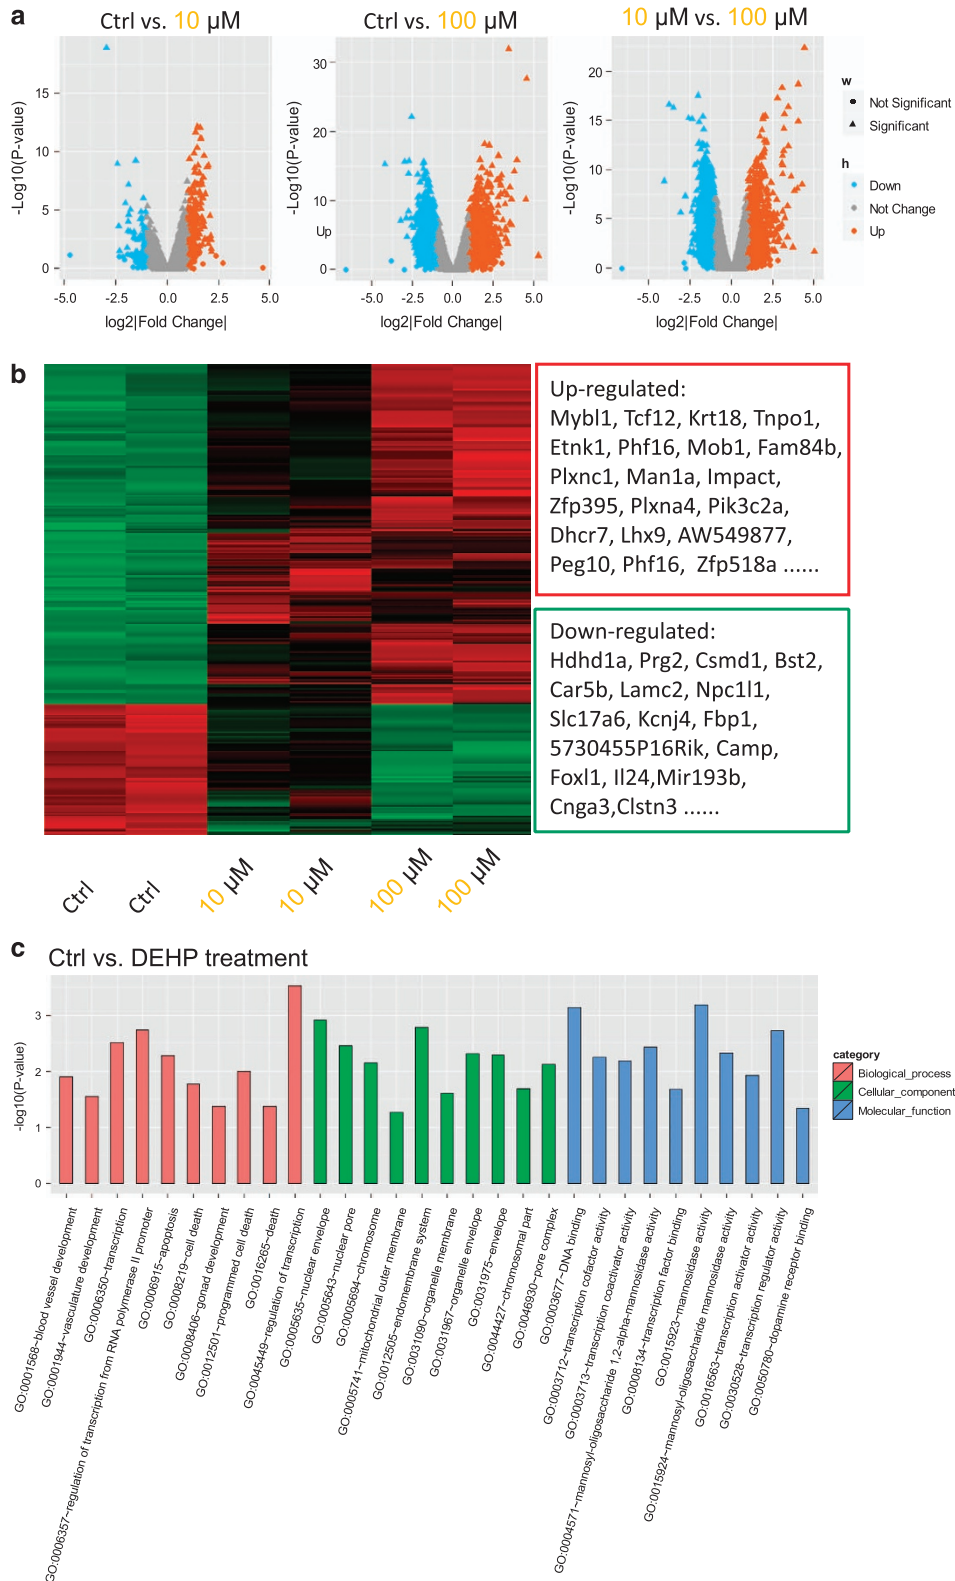 a
Ctrl vs. 10 µM
Ctrl vs. 100 µM
10 µM vs. 100 µM
-Log10(P-value)
15
10
5
0
-5.0 -2.5 0.0 2.5 5.0
log2|Fold Change|
-Log10(P-value)
30
20
10
Up
0
-5.0 -2.5 0.0 2.5 5.0
log2|Fold Change|
-Log10(P-value)
20
15
10
5
0
-5.0 -2.5 0.0 2.5 5.0
log2|Fold Change|
w
Not Significant
Significant
h
Down
Not Change
Up
b
Up-regulated:
Mybl1, Tcf12, Krt18, Tnpo1,
Etnk1, Phf16, Mob1, Fam84b,
Plxnc1, Man1a, Impact,
Zfp395, Plxna4, Pik3c2a,
Dhcr7, Lhx9, AW549877,
Peg10, Phf16, Zfp518a ......
Down-regulated:
Hdhd1a, Prg2, Csmd1, Bst2,
Car5b, Lamc2, Npc1l1,
Slc17a6, Kcnj4, Fbp1,
5730455P16Rik, Camp,
Foxl1, Il24,Mir193b,
Cnga3,Clstn3 ......
Ctrl
Ctrl
10 µM
10 µM
100 µM
100 µM
c
Ctrl vs. DEHP treatment
-log10(P-value)
3
2
1
0
category
Biological_process
Cellular_component
Molecular_function
GO:0001568~blood vessel development
GO:0001944~vasculature development
GO:0006350~transcription
GO:0006357~regulation of transcription from RNA polymerase II promoter
GO:0006915~apoptosis
GO:0008219~cell death
GO:0008406~gonad development
GO:0012501~programmed cell death
GO:0016265~death
GO:0045449~regulation of transcription
GO:0005635~nuclear envelope
GO:0005643~nuclear pore
GO:0005694~chromosome
GO:0005741~mitochondrial outer membrane
GO:0012505~endomembrane system
GO:0031090~organelle membrane
GO:0031967~organelle envelope
GO:0031975~envelope
GO:0044427~chromosomal part
GO:0046930~pore complex
GO:0003677~DNA binding
GO:0003712~transcription cofactor activity
GO:0003713~transcription coactivator activity
GO:0004571~mannosyl-oligosaccharide 1,2-alpha-mannosidase activity
GO:0008134~transcription factor binding
GO:0015923~mannosidase activity
GO:0015924~mannosyl-oligosaccharide mannosidase activity
GO:0016563~transcription activator activity
GO:0030528~transcription regulator activity
GO:0050780~dopamine receptor binding